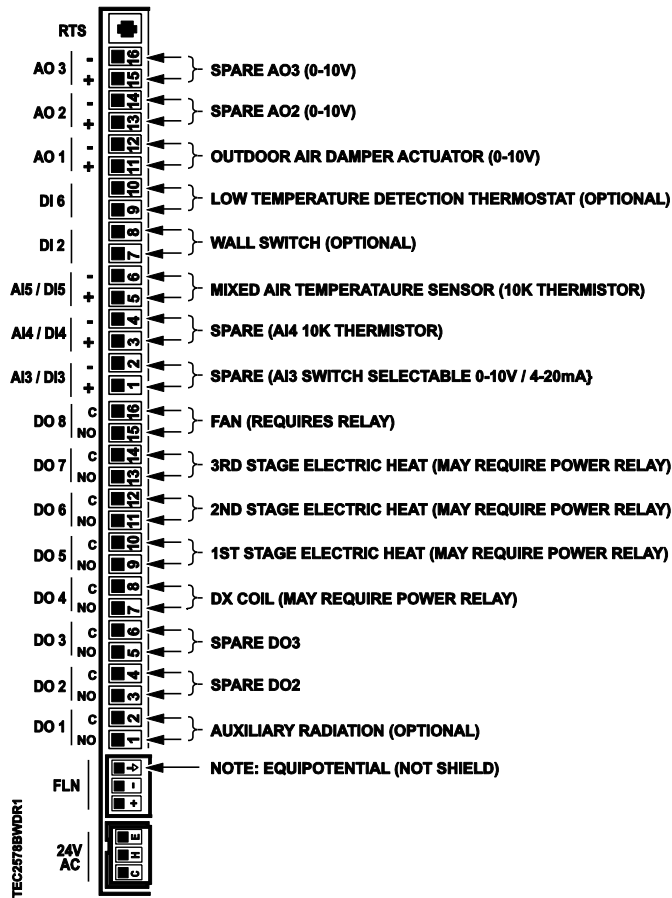 RTS
AO 3 - 16
+ 15 SPARE AO3 (0-10V)
AO 2 - 14
+ 13 SPARE AO2 (0-10V)
AO 1 - 12
+ 11 OUTDOOR AIR DAMPER ACTUATOR (0-10V)
DI 6 10
9 LOW TEMPERATURE DETECTION THERMOSTAT (OPTIONAL)
DI 2 8
7 WALL SWITCH (OPTIONAL)
AI5 / DI5 - 6
+ 5 MIXED AIR TEMPERATAURE SENSOR (10K THERMISTOR)
AI4 / DI4 - 4
+ 3 SPARE (AI4 10K THERMISTOR)
AI3 / DI3 - 2
+ 1 SPARE (AI3 SWITCH SELECTABLE 0-10V / 4-20mA}
DO 8 C 16
NO 15 FAN (REQUIRES RELAY)
DO 7 C 14
NO 13 3RD STAGE ELECTRIC HEAT (MAY REQUIRE POWER RELAY)
DO 6 C 12
NO 11 2ND STAGE ELECTRIC HEAT (MAY REQUIRE POWER RELAY)
DO 5 C 10
NO 9 1ST STAGE ELECTRIC HEAT (MAY REQUIRE POWER RELAY)
DO 4 C 8
NO 7 DX COIL (MAY REQUIRE POWER RELAY)
DO 3 C 6
NO 5 SPARE DO3
DO 2 C 4
NO 3 SPARE DO2
DO 1 C 2
NO 1 AUXILIARY RADIATION (OPTIONAL)
NOTE: EQUIPOTENTIAL (NOT SHIELD)
FLN -
+
24V E
AC H
C
TEC2578BWDR1